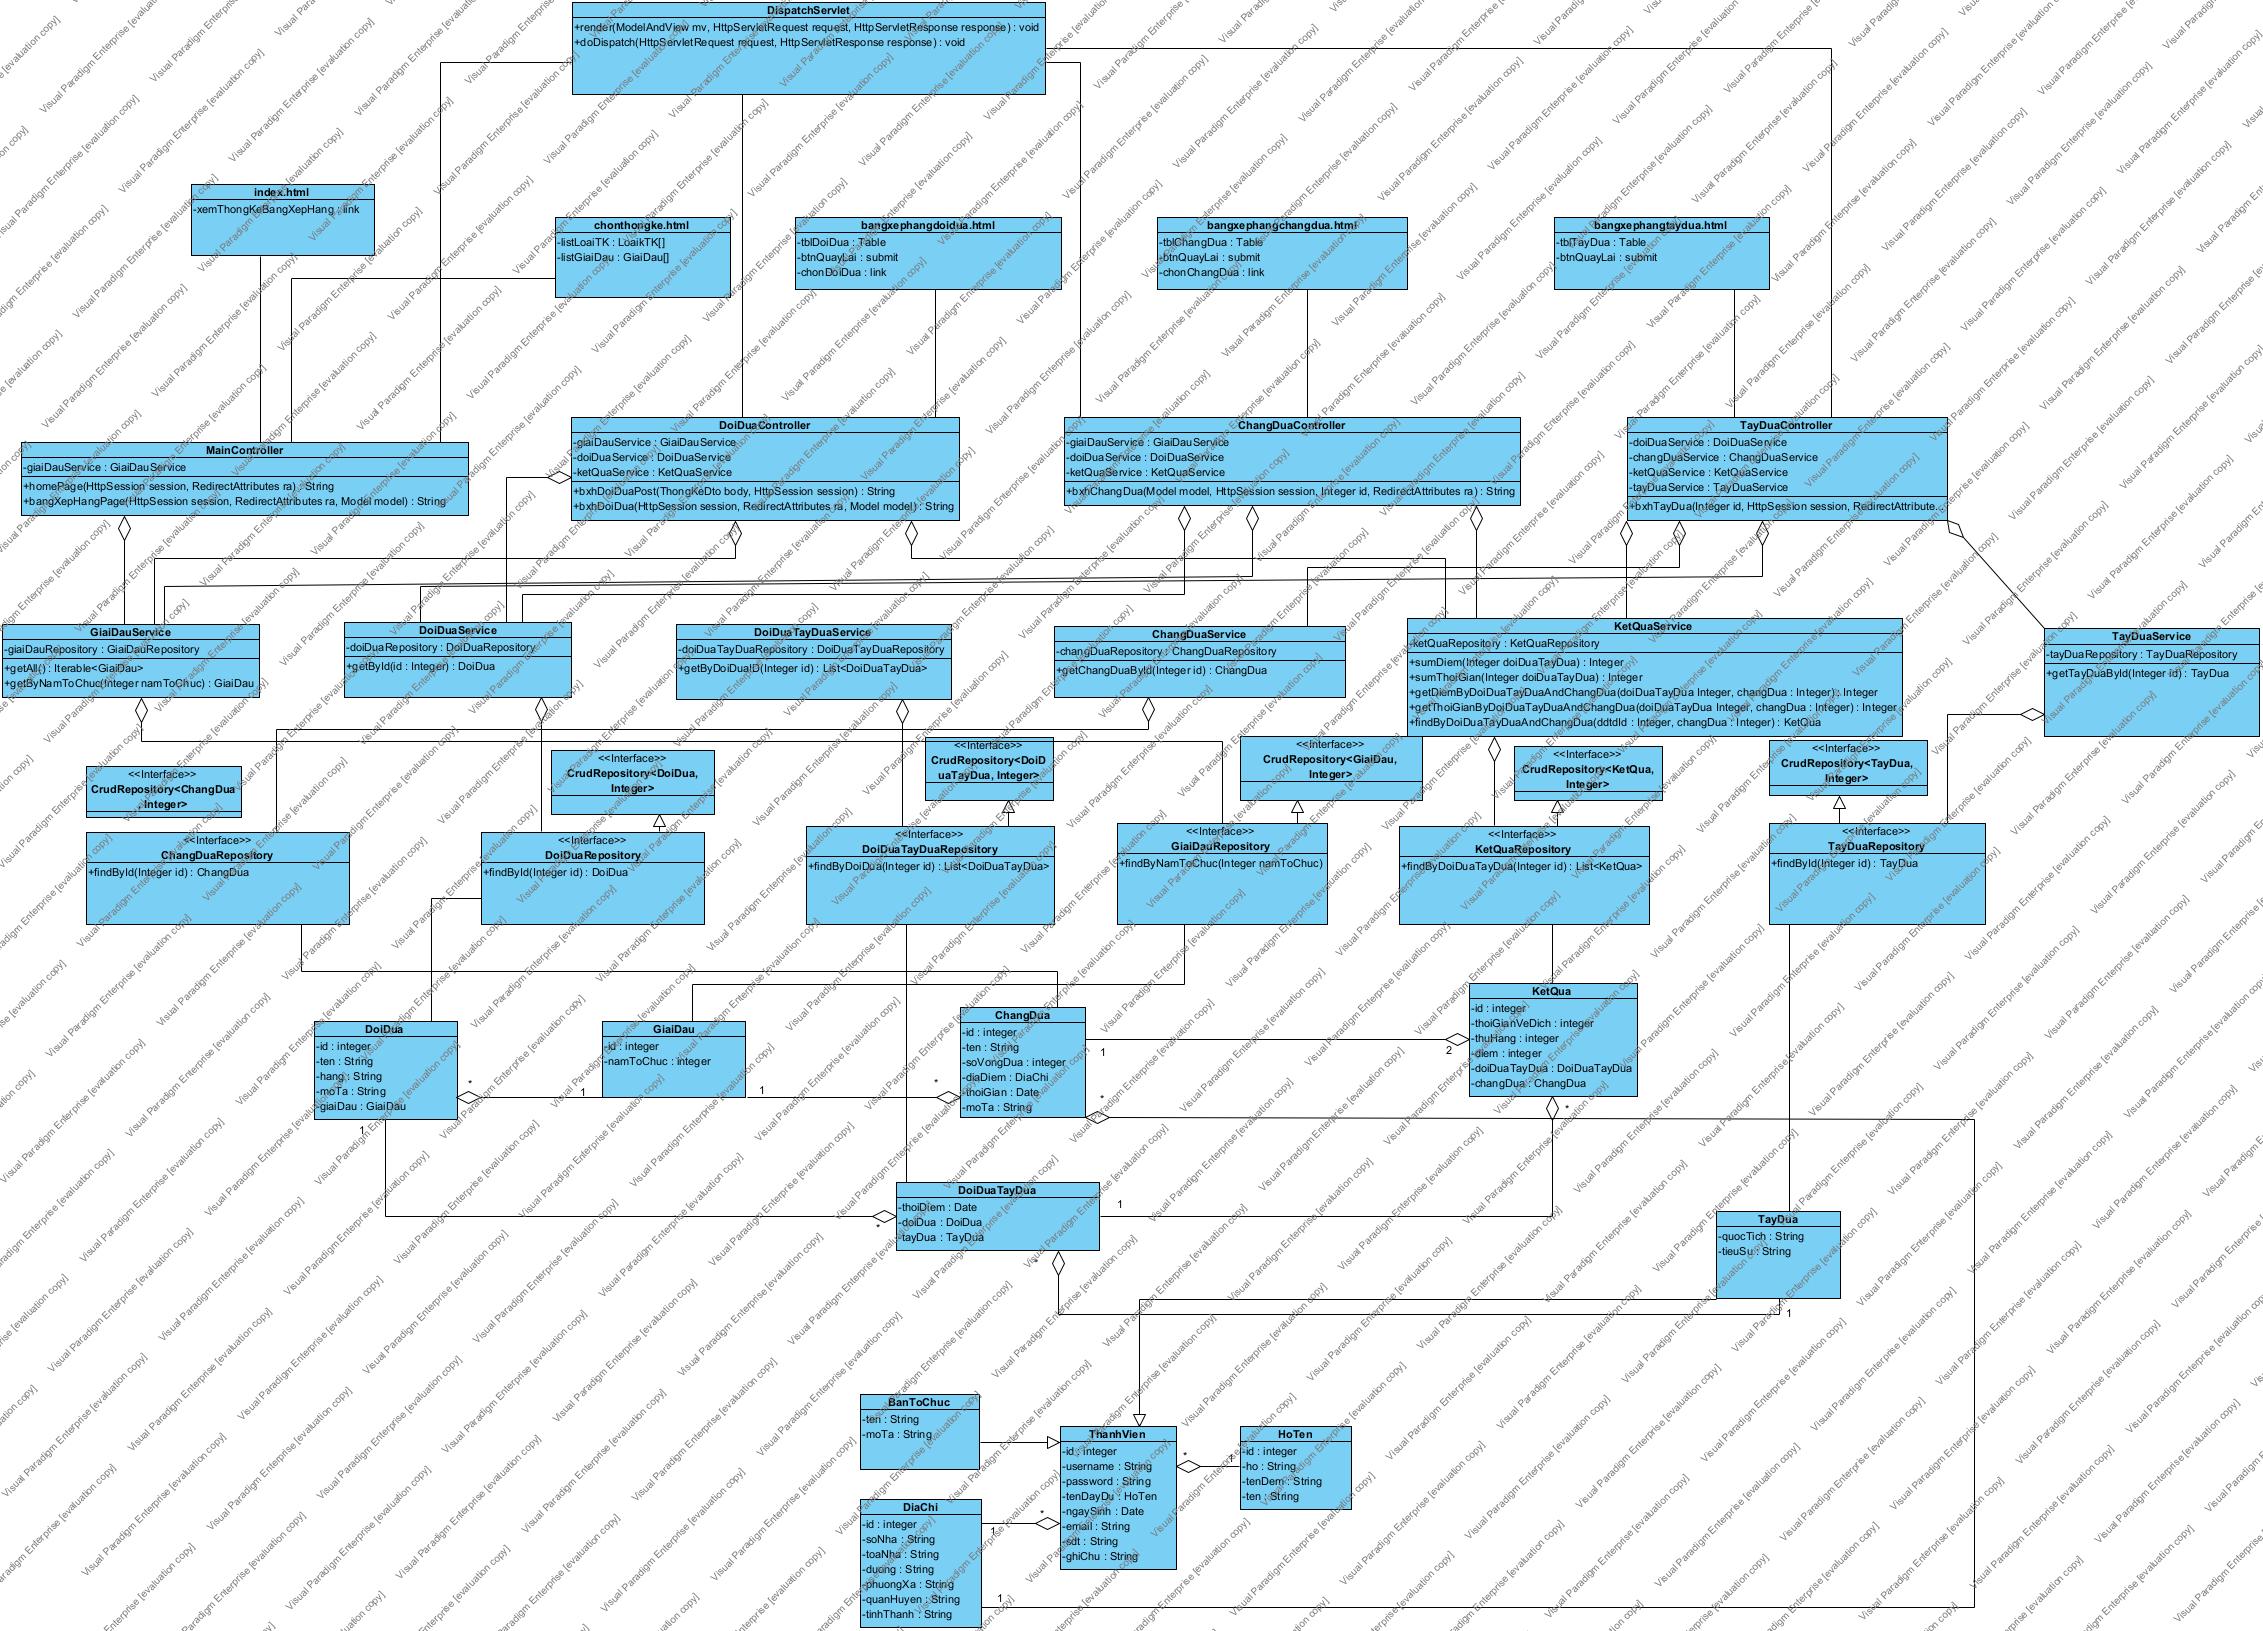 DispatchServlet
+render(ModelAndView mv, HttpServletRequest request, HttpServletResponse response) : void
+doDispatch(HttpServletRequest request, HttpServletResponse response) : void
index.html
-xemThongKeBangXepHang : link
chonthongke.html
-listLoaiTK : LoaikTK[]
-listGiaiDau : GiaiDau[]
bangxephangdoidua.html
-tblDoiDua : Table
-btnQuayLai : submit
-chonDoiDua : link
bangxephangchangdua.html
-tblChangDua : Table
-btnQuayLai : submit
-chonChangDua : link
bangxephangtaydua.html
-tblTayDua : Table
-btnQuayLai : submit
MainController
-giaiDauService : GiaiDauService
+homePage(HttpSession session, RedirectAttributes ra) : String
+bangXepHangPage(HttpSession session, RedirectAttributes ra, Model model) : String
DoiDuaController
-giaiDauService : GiaiDauService
-doiDuaService : DoiDuaService
-ketQuaService : KetQuaService
+bxhDoiDuaPost(ThongKeDto body, HttpSession session) : String
+bxhDoiDua(HttpSession session, RedirectAttributes ra, Model model) : String
ChangDuaController
-giaiDauService : GiaiDauService
-doiDuaService : DoiDuaService
-ketQuaService : KetQuaService
+bxhChangDua(Model model, HttpSession session, Integer id, RedirectAttributes ra) : String
TayDuaController
-doiDuaService : DoiDuaService
-changDuaService : ChangDuaService
-ketQuaService : KetQuaService
-tayDuaService : TayDuaService
+bxhTayDua(Integer id, HttpSession session, RedirectAttribute...
GiaiDauService
-giaiDauRepository : GiaiDauRepository
+getAll() : Iterable<GiaiDau>
+getByNamToChuc(Integer namToChuc) : GiaiDau
DoiDuaService
-doiDuaRepository : DoiDuaRepository
+getById(id : Integer) : DoiDua
DoiDuaTayDuaService
-doiDuaTayDuaRepository : DoiDuaTayDuaRepository
+getByDoiDuaID(Integer id) : List<DoiDuaTayDua>
ChangDuaService
-changDuaRepository : ChangDuaRepository
+getChangDuaById(Integer id) : ChangDua
KetQuaService
-ketQuaRepository : KetQuaRepository
+sumDiem(Integer doiDuaTayDua) : Integer
+sumThoiGian(Integer doiDuaTayDua) : Integer
+getDiemByDoiDuaTayDuaAndChangDua(doiDuaTayDua Integer, changDua : Integer) : Integer
+getThoiGianByDoiDuaTayDuaAndChangDua(doiDuaTayDua Integer, changDua : Integer) : Integer
+findByDoiDuaTayDuaAndChangDua(ddtdId : Integer, changDua : Integer) : KetQua
TayDuaService
-tayDuaRepository : TayDuaRepository
+getTayDuaById(Integer id) : TayDua
<<Interface>>
CrudRepository<ChangDua
, Integer>
<<Interface>>
CrudRepository<DoiDua,
Integer>
<<Interface>>
CrudRepository<DoiD
uaTayDua, Integer>
<<Interface>>
CrudRepository<GiaiDau,
Integer>
<<Interface>>
CrudRepository<KetQua,
Integer>
<<Interface>>
CrudRepository<TayDua,
Integer>
<<Interface>>
ChangDuaRepository
+findById(Integer id) : ChangDua
<<Interface>>
DoiDuaRepository
+findById(Integer id) : DoiDua
<<Interface>>
DoiDuaTayDuaRepository
+findByDoiDua(Integer id) : List<DoiDuaTayDua>
<<Interface>>
GiaiDauRepository
+findByNamToChuc(Integer namToChuc)
<<Interface>>
KetQuaRepository
+findByDoiDuaTayDua(Integer id) : List<KetQua>
<<Interface>>
TayDuaRepository
+findById(Integer id) : TayDua
DoiDua
-id : integer
-ten : String
-hang : String
-moTa : String
-giaiDau : GiaiDau
*
1
1
GiaiDau
-id : integer
-namToChuc : integer
1
*
ChangDua
-id : integer
-ten : String
-soVongDua : integer
-diaDiem : DiaChi
-thoiGian : Date
-moTa : String
1
*
2
KetQua
-id : integer
-thoiGianVeDich : integer
-thuHang : integer
-diem : integer
-doiDuaTayDua : DoiDuaTayDua
-changDua : ChangDua
*
DoiDuaTayDua
-thoiDiem : Date
-doiDua : DoiDua
-tayDua : TayDua
*
1
*
TayDua
-quocTich : String
-tieuSu : String
1
BanToChuc
-ten : String
-moTa : String
ThanhVien
-id : integer
-username : String
-password : String
-tenDayDu : HoTen
-ngaySinh : Date
-email : String
-sdt : String
-ghiChu : String
*
HoTen
-id : integer
-ho : String
-tenDem : String
-ten : String
DiaChi
-id : integer
-soNha : String
-toaNha : String
-duong : String
-phuongXa : String
-quanHuyen : String
-tinhThanh : String
1
*
1
Visual Paradigm Enterprise [evaluation copy]